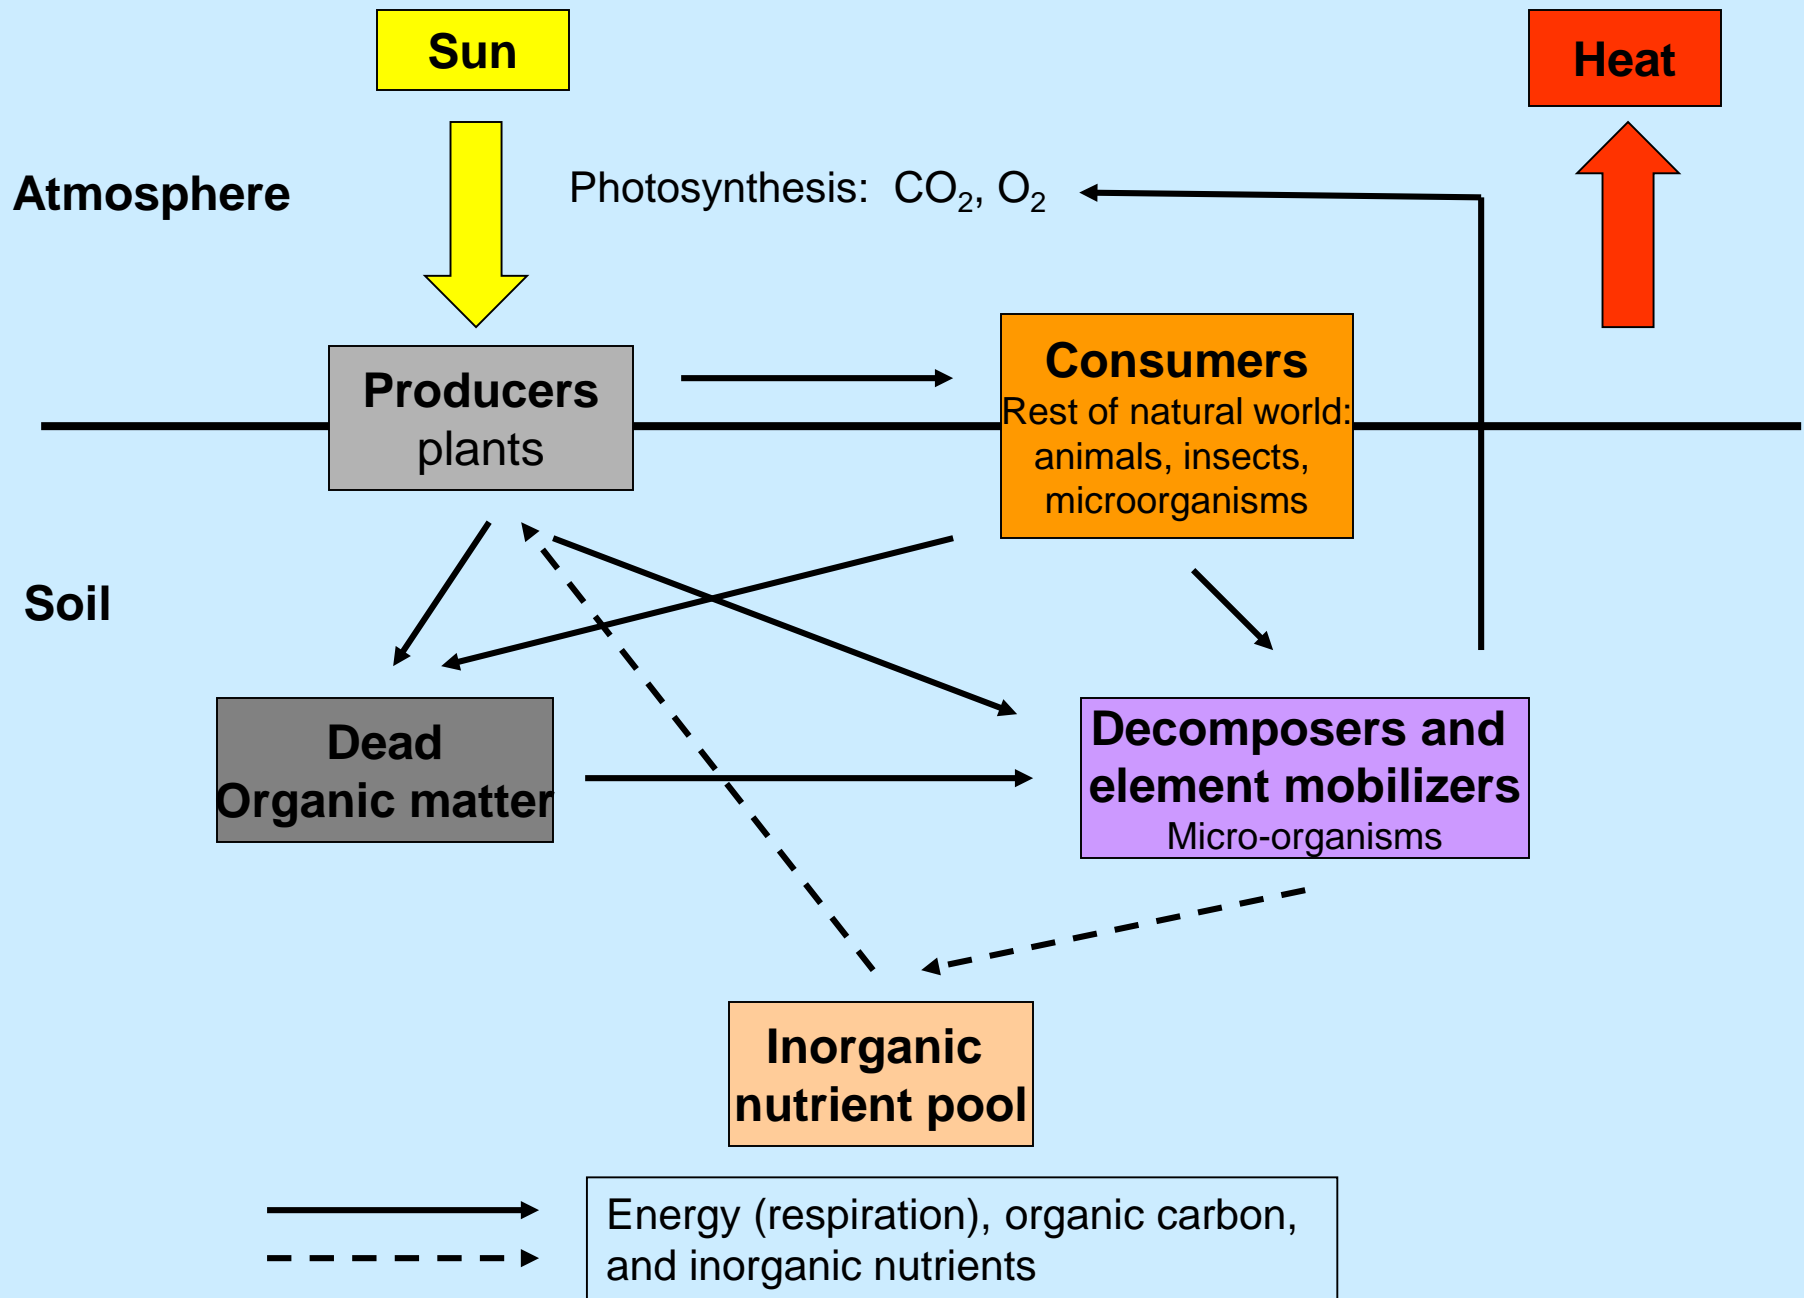 Sun
Heat
Atmosphere
Photosynthesis: CO₂, O₂
Producers
plants
Consumers
Rest of natural world:
animals, insects,
microorganisms
Soil
Dead
Organic matter
Decomposers and
element mobilizers
Micro-organisms
Inorganic
nutrient pool
Energy (respiration), organic carbon,
and inorganic nutrients